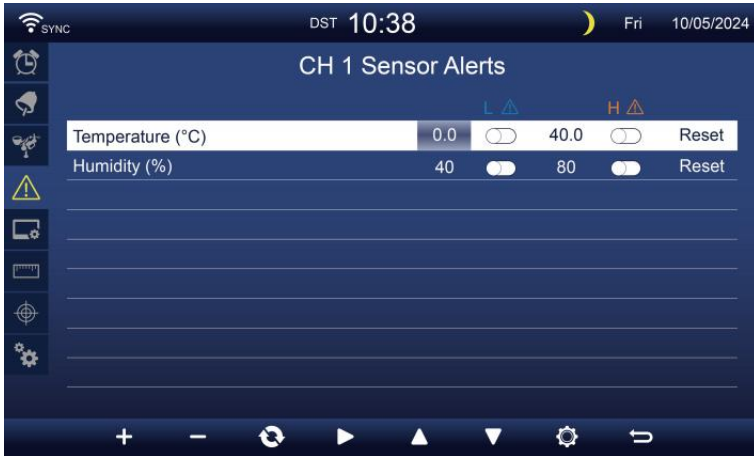 SYNC DST 10:38 Fri 10/05/2024
CH 1 Sensor Alerts
L H
Temperature (°C) 0.0 40.0 Reset
Humidity (%) 40 80 Reset